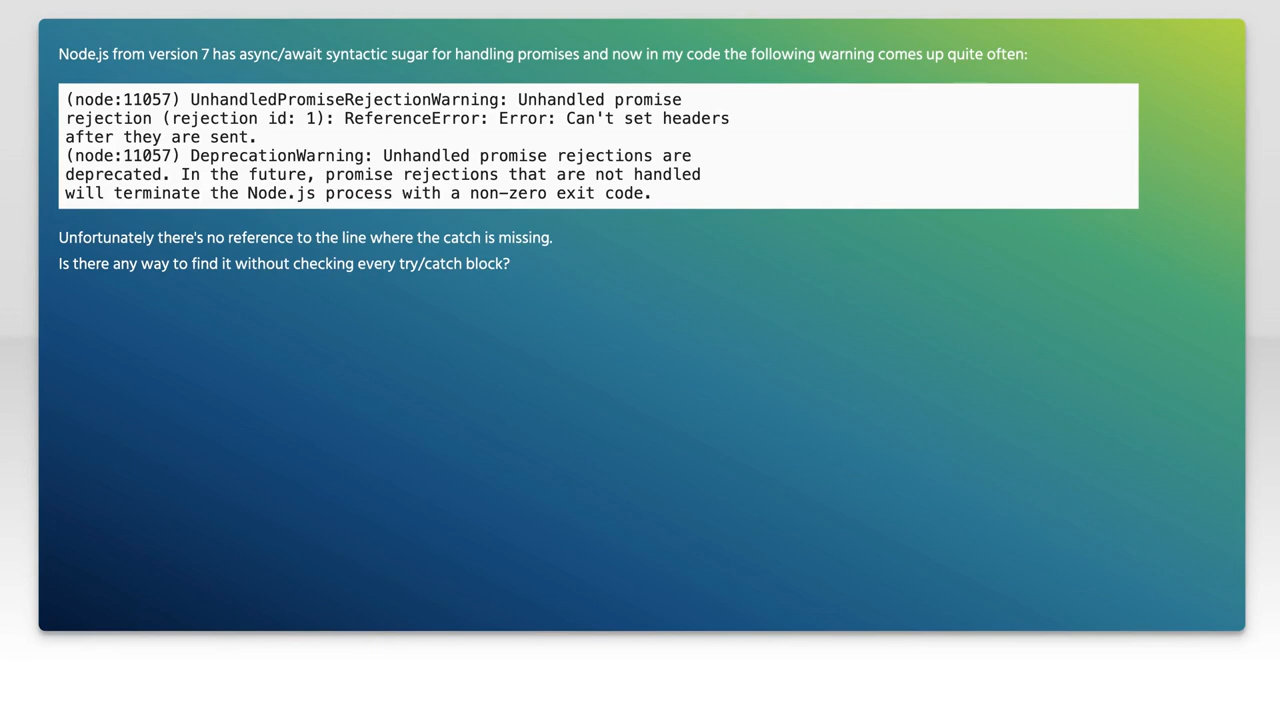 Node.js from version 7 has async/await syntactic sugar for handling promises and now in my code the following warning comes up quite often:
(node:11057) UnhandledPromiseRejectionWarning: Unhandled promise
rejection (rejection id: 1): ReferenceError: Error: Can't set headers
after they are sent.
(node:11057) DeprecationWarning: Unhandled promise rejections are
deprecated. In the future, promise rejections that are not handled
will terminate the Node.js process with a non-zero exit code.
Unfortunately there's no reference to the line where the catch is missing.
Is there any way to find it without checking every try/catch block?